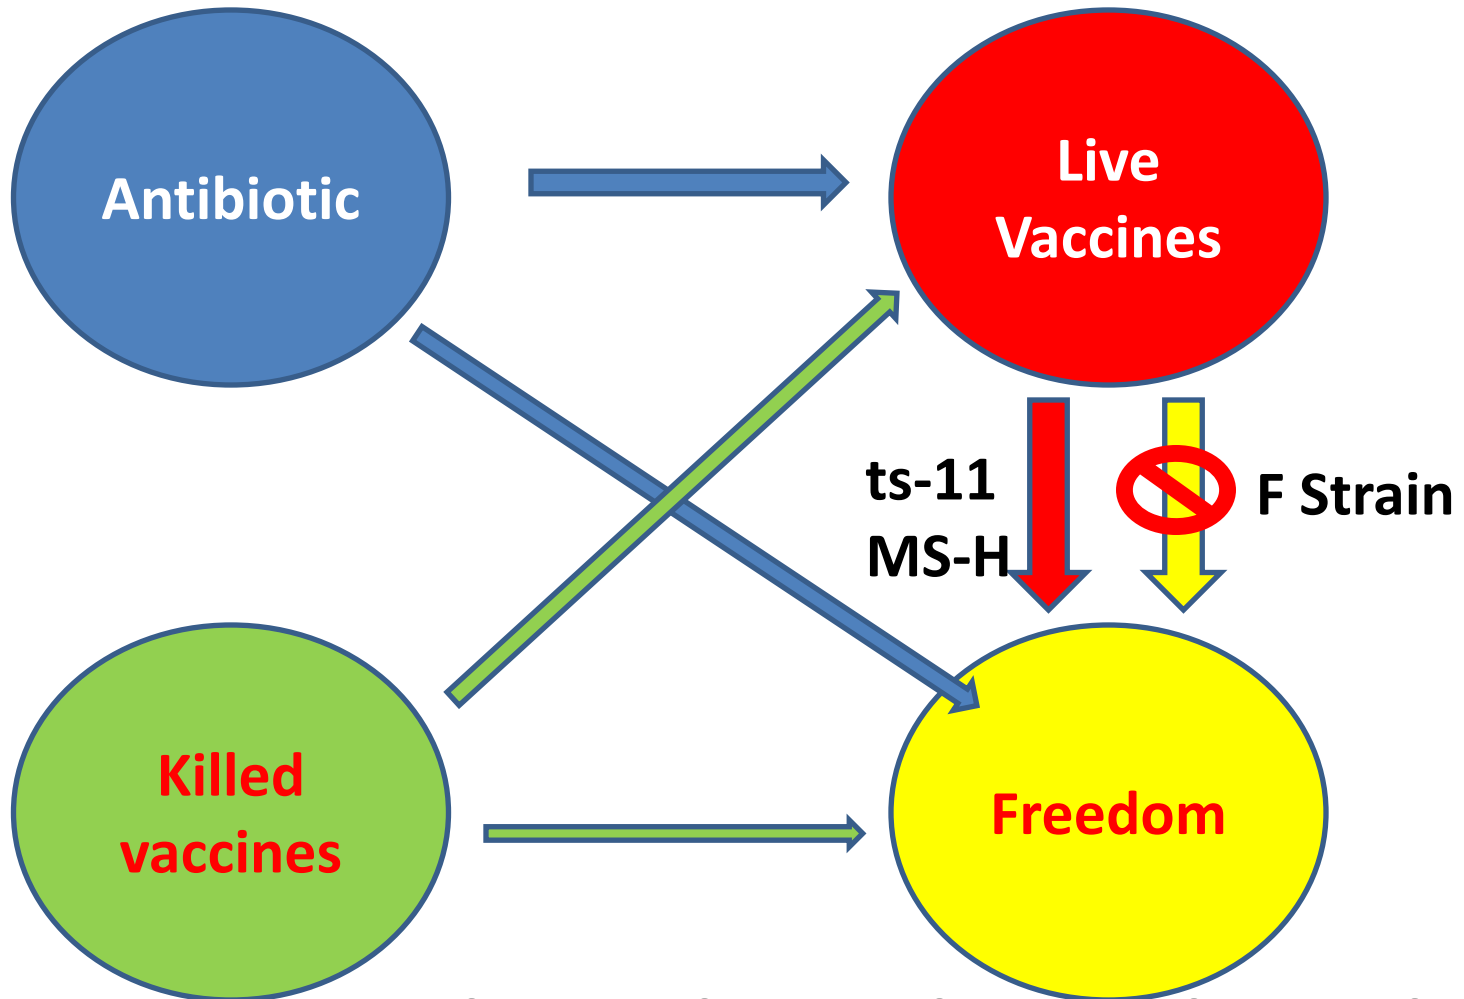 Antibiotic
Live
Vaccines
ts-11
MS-H
F Strain
Killed
vaccines
Freedom